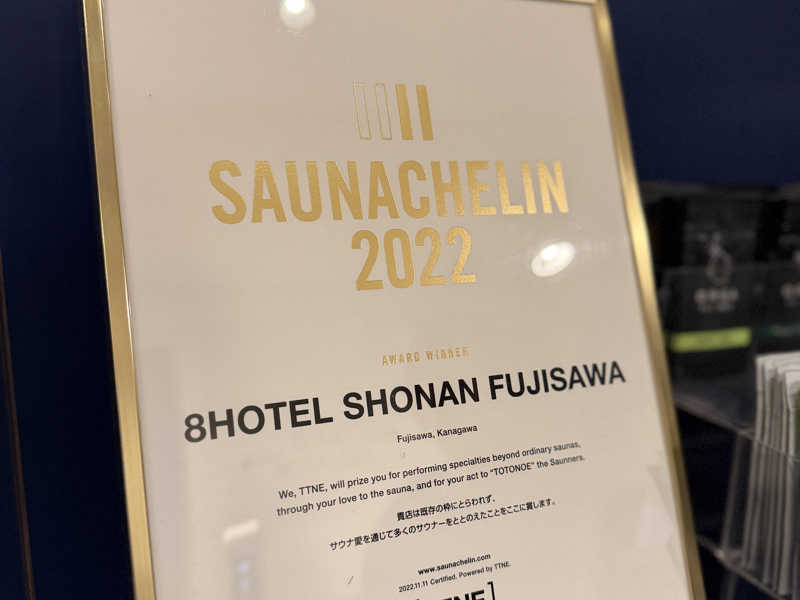 SAUNACHELIN
2022
AWARD WINNER
8HOTEL SHONAN FUJISAWA
Fujisawa, Kanagawa
We, TTNE, will prize you for performing specialties beyond ordinary saunas,
through your love to the sauna, and for your act to “TOTONOE” the Saunners.
貴店は既存の枠にとらわれず、
サウナ愛を通じて多くのサウナーをととのえたことをここに賞します。
www.saunachelin.com
2022.11.11 Certified. Powered by TTNE.